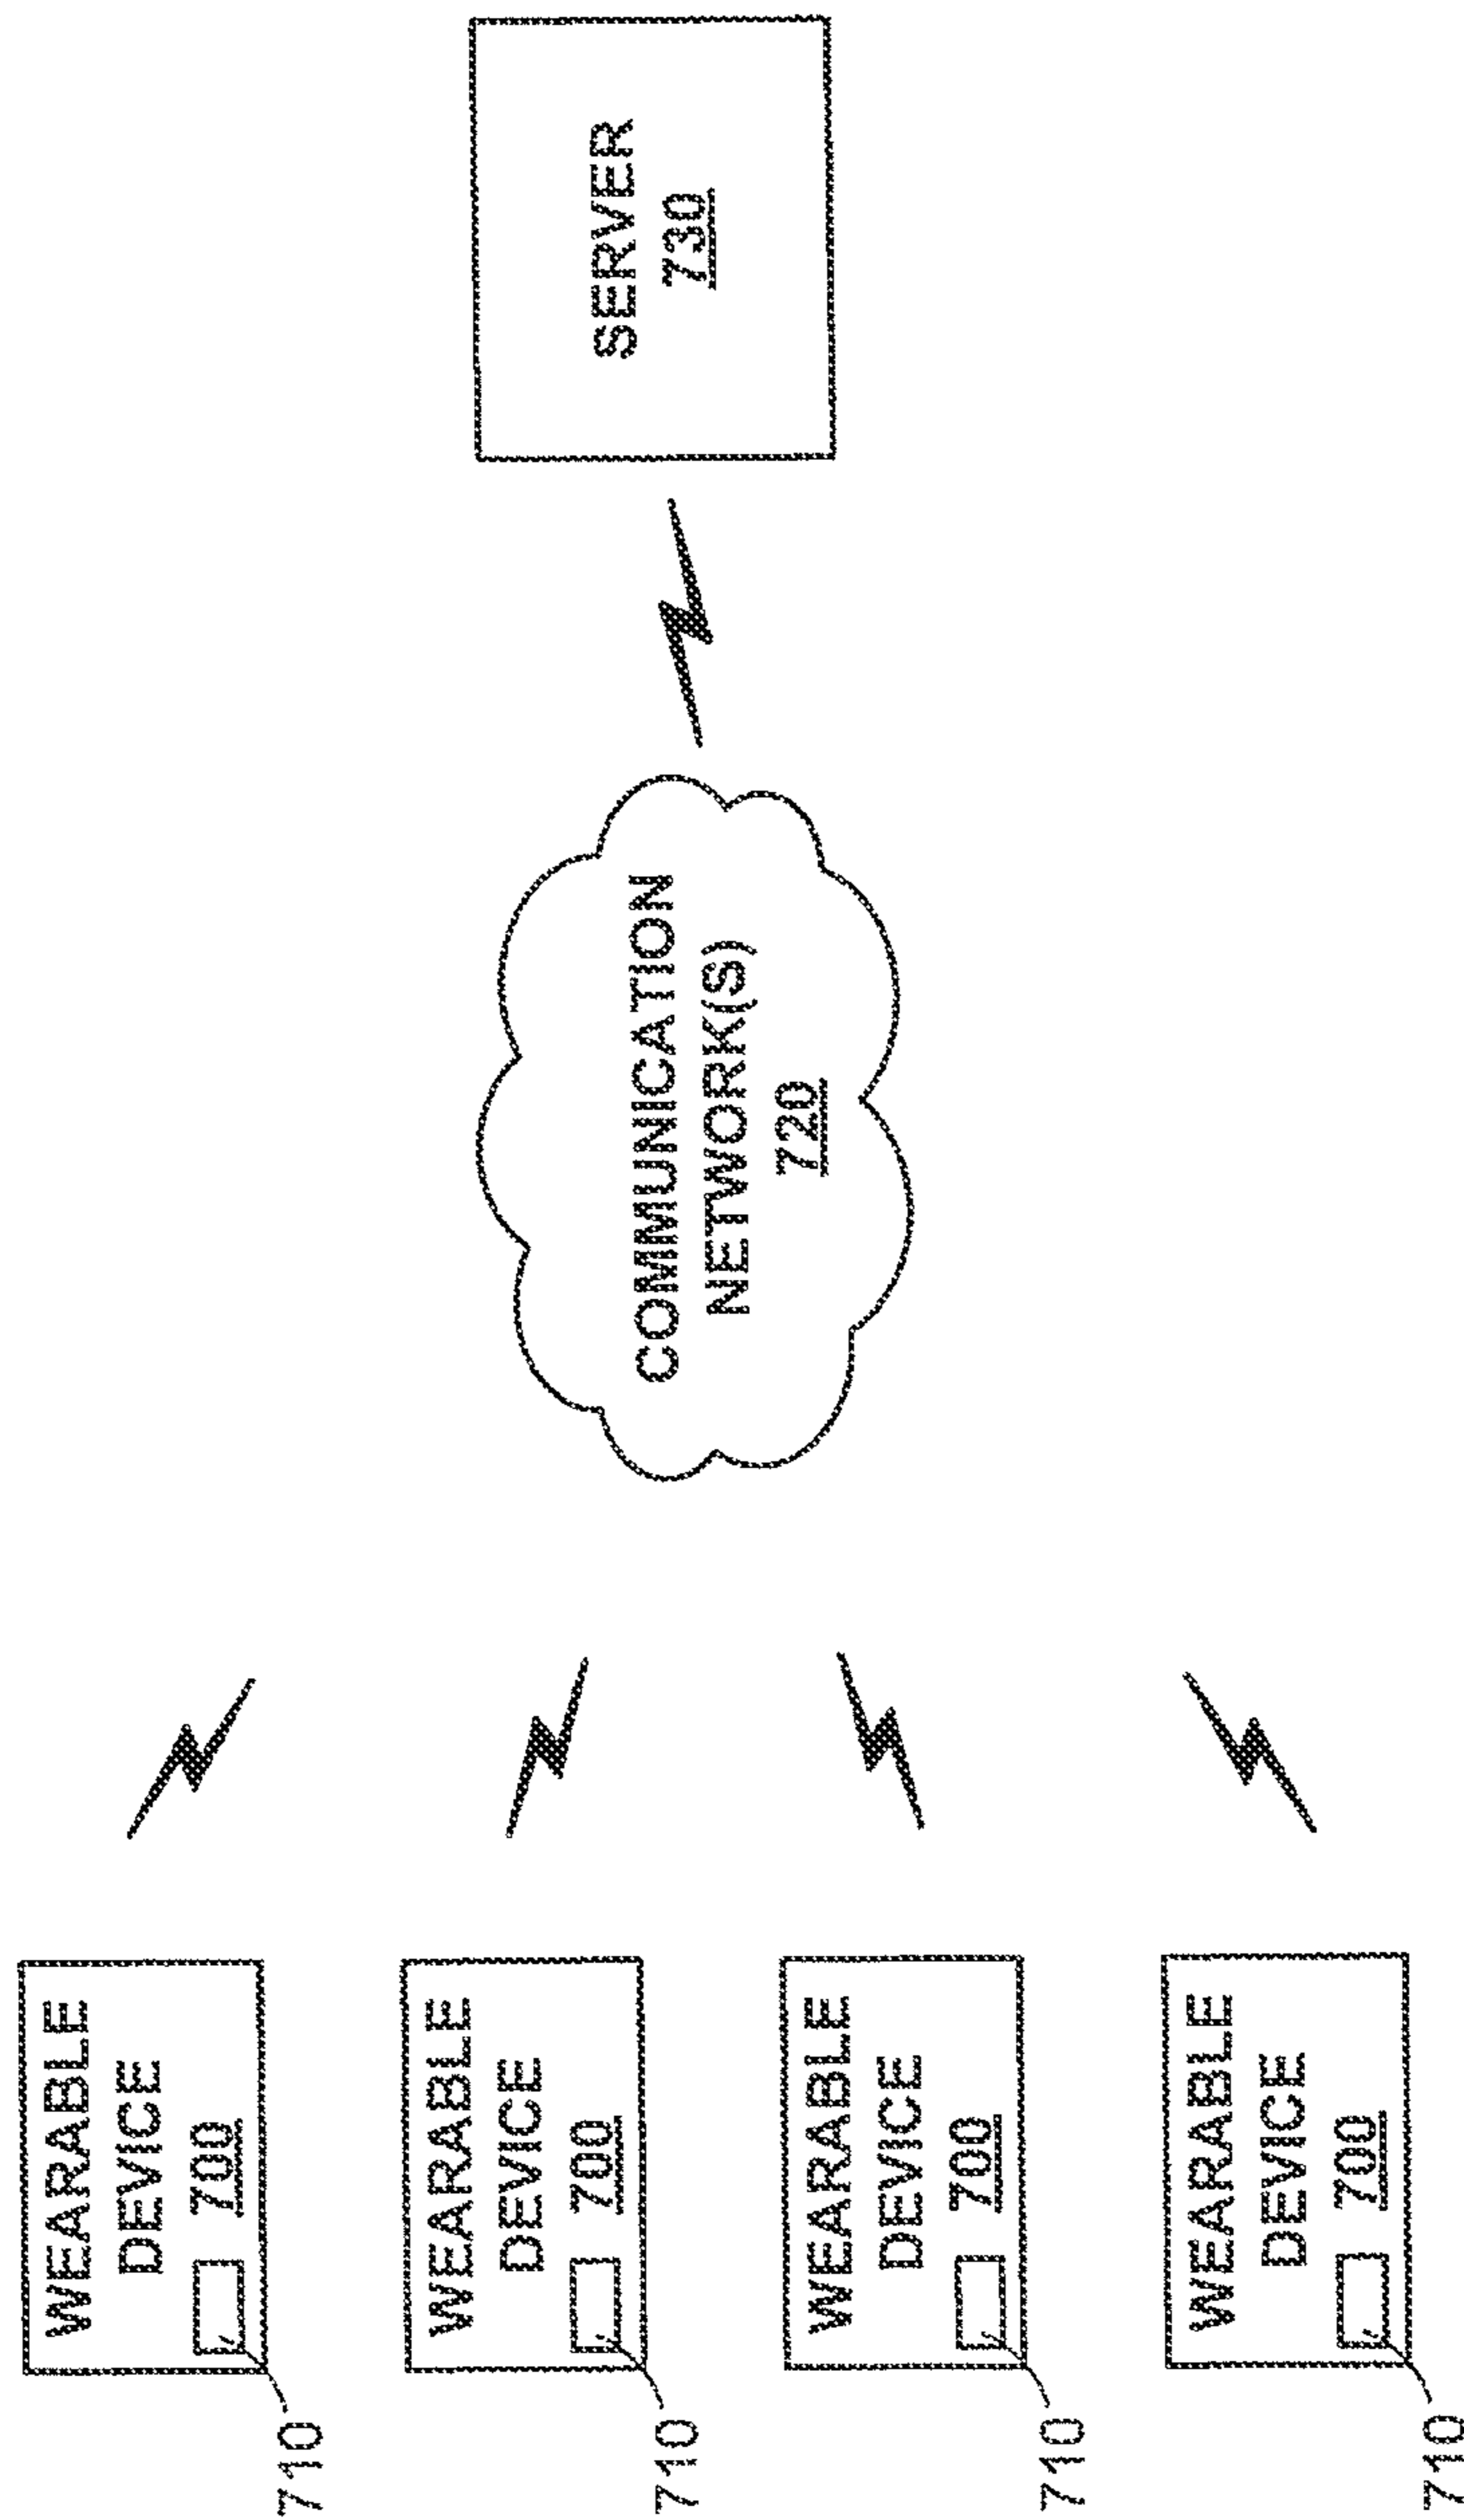 WEARABLE
DEVICE
700
710
WEARABLE
DEVICE
700
710
WEARABLE
DEVICE
700
710
WEARABLE
DEVICE
700
710
COMMUNICATION
NETWORK(S)
720
SERVER
730